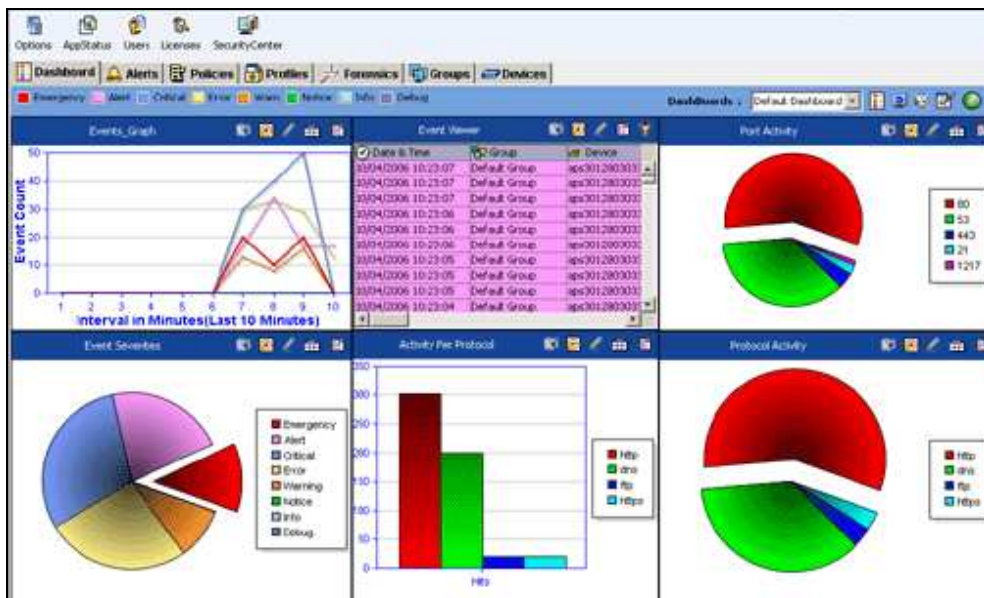 Options AppStatus Users Licenses SecurityCenter
Dashboard Alerts Policies Profiles Forensics Groups Devices
Emergency Alert Critical Error Warn Notice Info Debug
DashBoards : Default Dashboard
Events_Graph
Event Count
50
40
30
20
10
0
1 2 3 4 5 6 7 8 9 10
Interval in Minutes(Last 10 Minutes)
Event Viewer
Date & Time Group Device
10/04/2006 10:23:07 Default Group
10/04/2006 10:23:07 Default Group
10/04/2006 10:23:07 Default Group
10/04/2006 10:23:06 Default Group
10/04/2006 10:23:06 Default Group
10/04/2006 10:23:06 Default Group
10/04/2006 10:23:05 Default Group
10/04/2006 10:23:05 Default Group
10/04/2006 10:23:05 Default Group
10/04/2006 10:23:04 Default Group
Port Activity
80
53
443
21
1217
Event Severities
Emergency
Alert
Critical
Error
Warning
Notice
Info
Debug
Activity Per Protocol
350
300
250
200
150
100
50
0
Hits
http
dns
ftp
https
Protocol Activity
http
dns
ftp
https